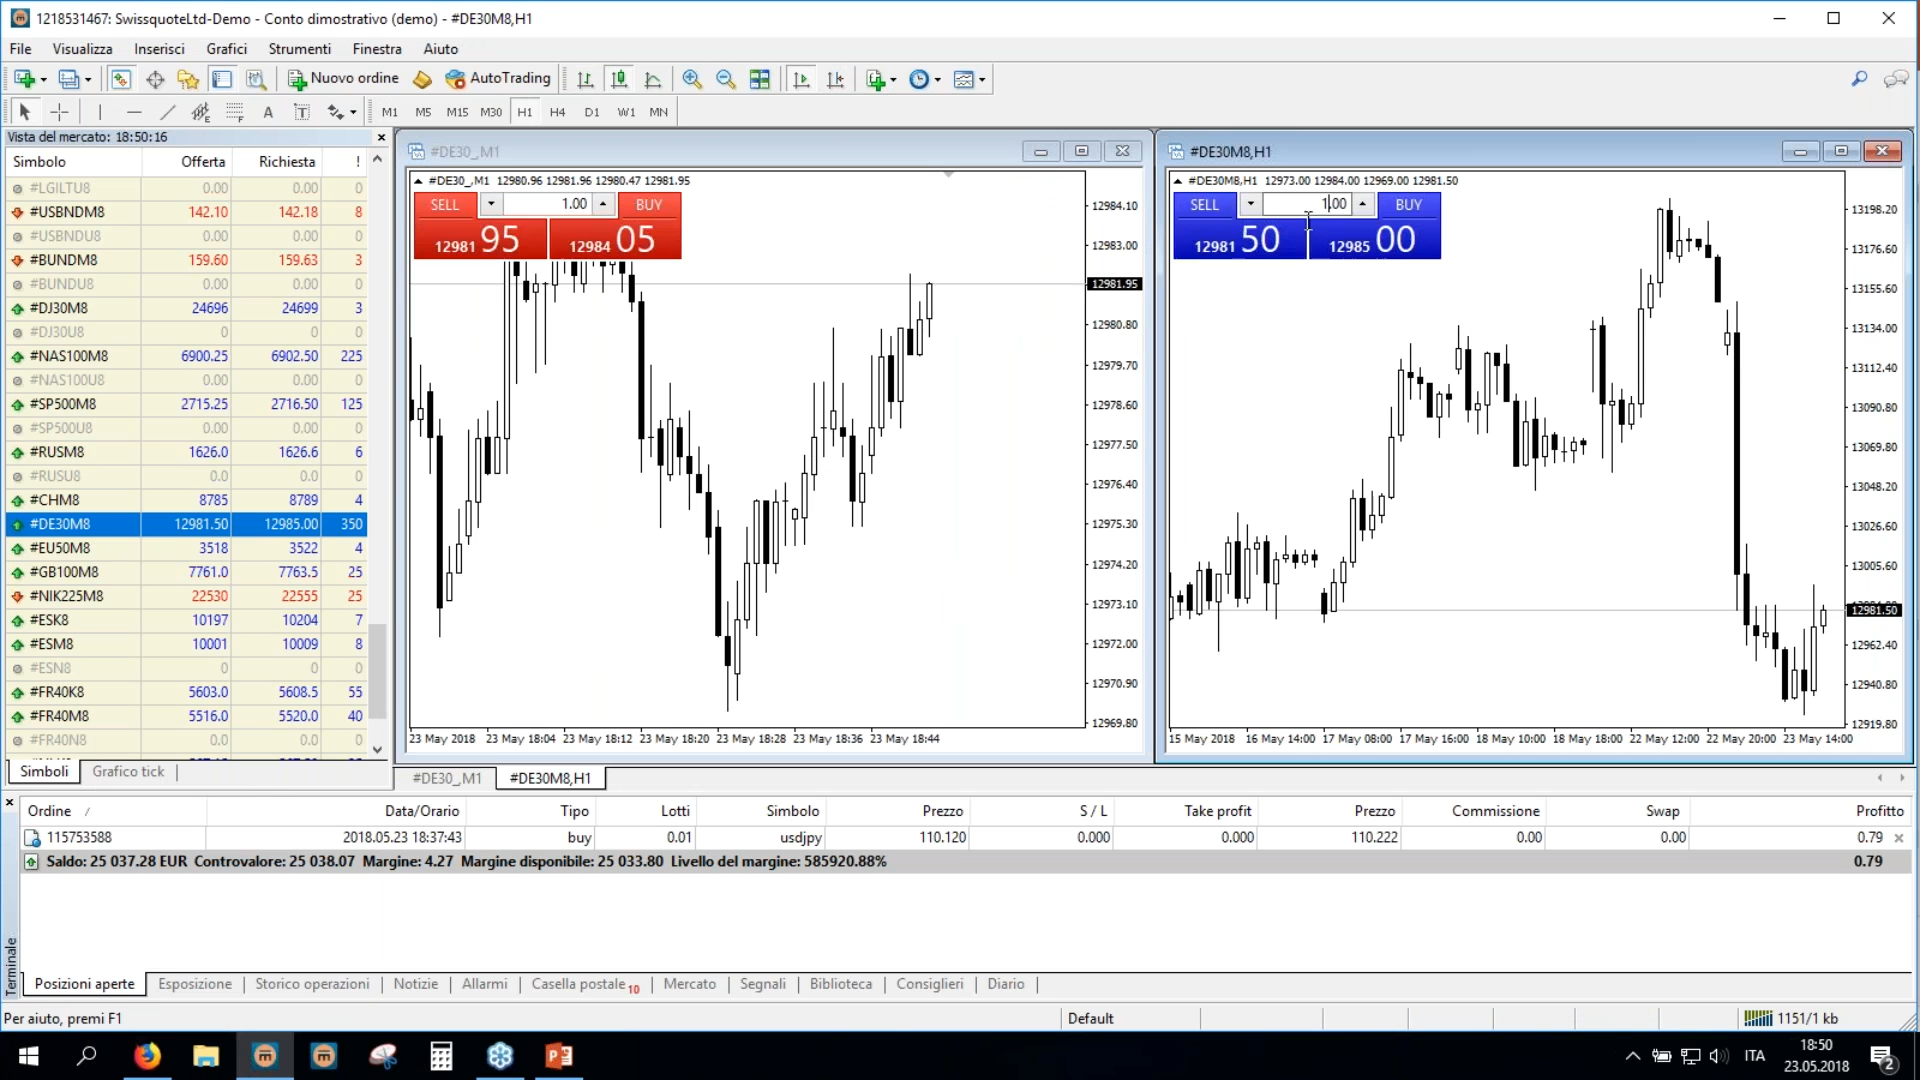 1218531467: SwissquoteLtd-Demo - Conto dimostrativo (demo) - #DE30M8,H1
File Visualizza Inserisci Grafici Strumenti Finestra Aiuto
Nuovo ordine AutoTrading
A T M1 M5 M15 M30 H1 H4 D1 W1 MN
Vista del mercato: 18:50:16
Simbolo Offerta Richiesta !
#LGILTU8 0.00 0.00 0
#USBNDM8 142.10 142.18 8
#USBNDU8 0.00 0.00 0
#BUNDM8 159.60 159.63 3
#BUNDU8 0.00 0.00 0
#DJ30M8 24696 24699 3
#DJ30U8 0 0 0
#NAS100M8 6900.25 6902.50 225
#NAS100U8 0.00 0.00 0
#SP500M8 2715.25 2716.50 125
#SP500U8 0.00 0.00 0
#RUSM8 1626.0 1626.6 6
#RUSU8 0.0 0.0 0
#CHM8 8785 8789 4
#DE30M8 12981.50 12985.00 350
#EU50M8 3518 3522 4
#GB100M8 7761.0 7763.5 25
#NIK225M8 22530 22555 25
#ESK8 10197 10204 7
#ESM8 10001 10009 8
#ESN8 0 0 0
#FR40K8 5603.0 5608.5 55
#FR40M8 5516.0 5520.0 40
#FR40N8 0.0 0.0 0
Simboli Grafico tick
#DE30_,M1
#DE30_,M1 12980.96 12981.96 12980.47 12981.95
SELL 1.00 BUY
12981 95 12984 05
12984.10
12983.00
12981.95
12980.80
12979.70
12978.60
12977.50
12976.40
12975.30
12974.20
12973.10
12972.00
12970.90
12969.80
23 May 2018 23 May 18:04 23 May 18:12 23 May 18:20 23 May 18:28 23 May 18:36 23 May 18:44
#DE30M8,H1
#DE30M8,H1 12973.00 12984.00 12969.00 12981.50
SELL 1.00 BUY
12981 50 12985 00
13198.20
13176.60
13155.60
13134.00
13112.40
13090.80
13069.80
13048.20
13026.60
13005.60
12981.50
12962.40
12940.80
12919.80
15 May 2018 16 May 14:00 17 May 08:00 17 May 16:00 18 May 10:00 18 May 18:00 22 May 12:00 22 May 20:00 23 May 14:00
#DE30_,M1 #DE30M8,H1
Ordine / Data/Orario Tipo Lotti Simbolo Prezzo S / L Take profit Prezzo Commissione Swap Profitto
115753588 2018.05.23 18:37:43 buy 0.01 usdjpy 110.120 0.000 0.000 110.222 0.00 0.00 0.79
Saldo: 25 037.28 EUR Controvalore: 25 038.07 Margine: 4.27 Margine disponibile: 25 033.80 Livello del margine: 585920.88% 0.79
Terminale
Posizioni aperte Esposizione Storico operazioni Notizie Allarmi Casella postale 10 Mercato Segnali Biblioteca Consiglieri Diario
Per aiuto, premi F1 Default 1151/1 kb
ITA 18:50
23.05.2018 2